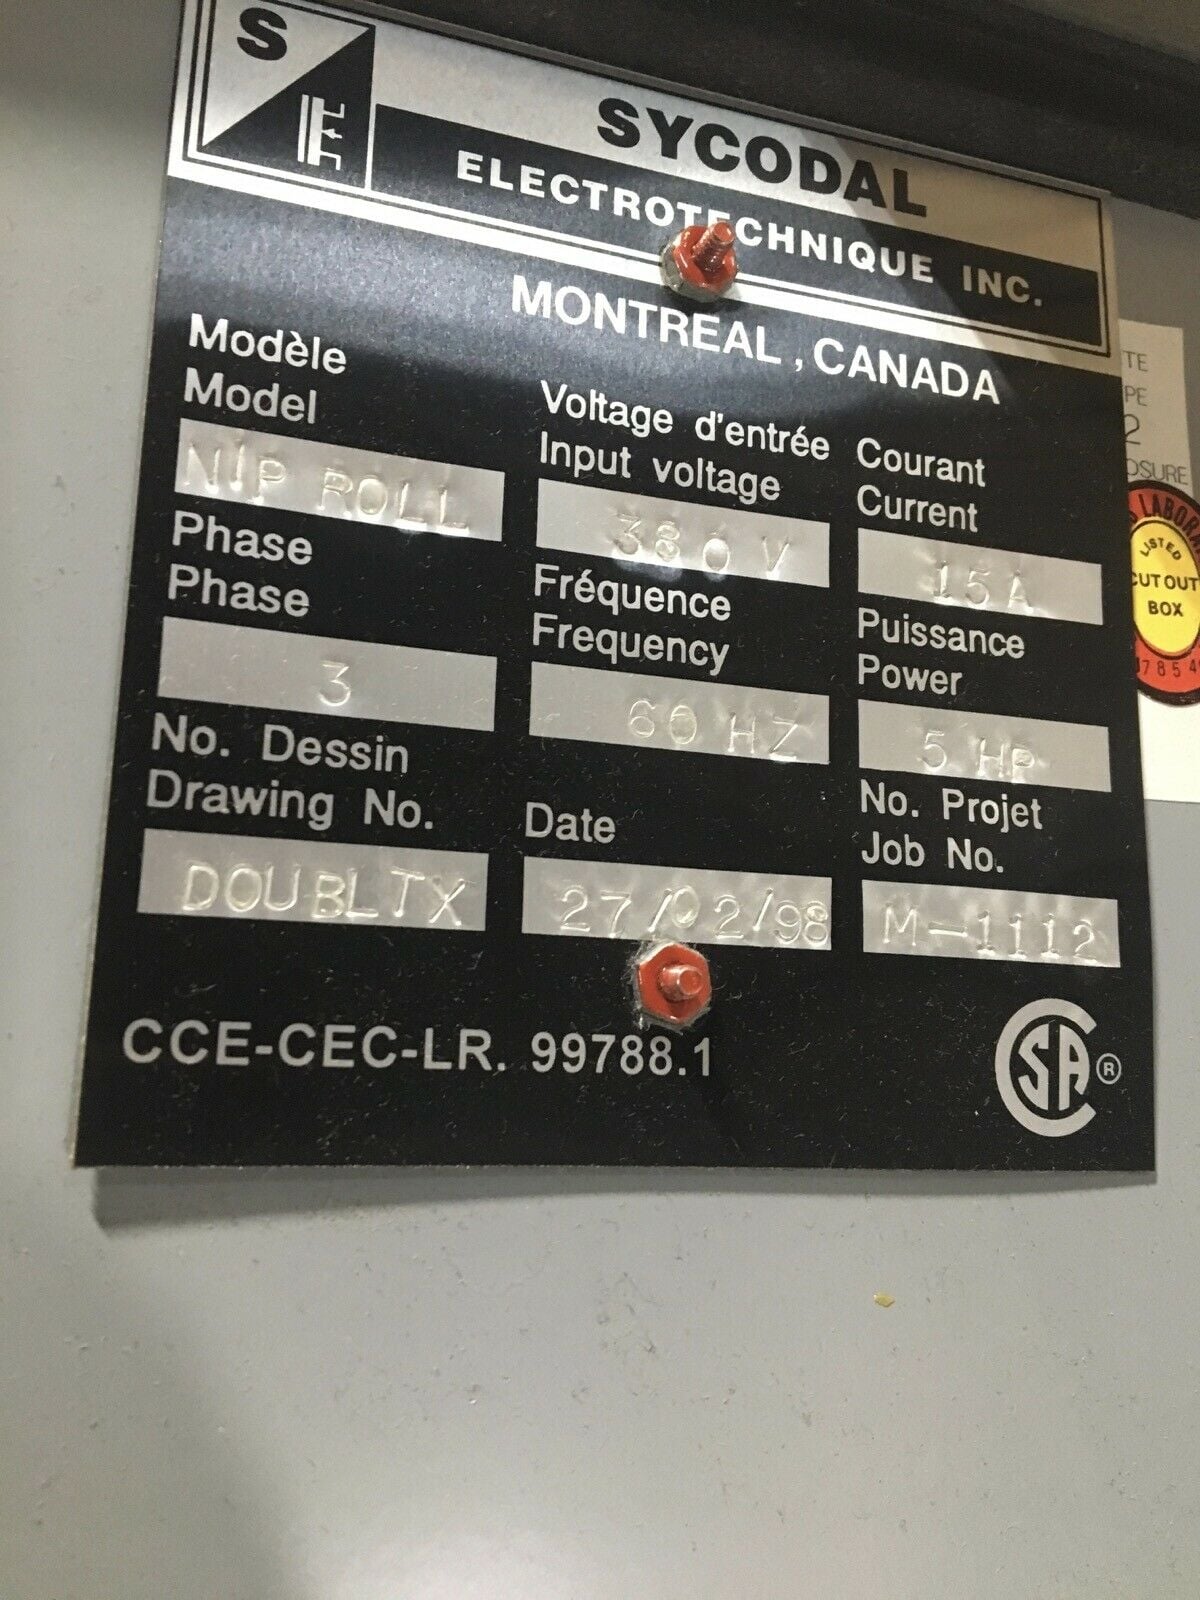 S
SYCODAL
ELECTROTECHNIQUE INC.
MONTREAL, CANADA
Modèle
Model
NIP ROLL
Voltage d'entrée
Input voltage
380 V
Courant
Current
15A
Phase
Phase
3
Fréquence
Frequency
60 HZ
Puissance
Power
5 HP
No. Dessin
Drawing No.
DOUBLTX
Date
27/02/98
No. Projet
Job No.
M-1112
CCE-CEC-LR. 99788.1
CSA ®
LISTED
CUT OUT
BOX